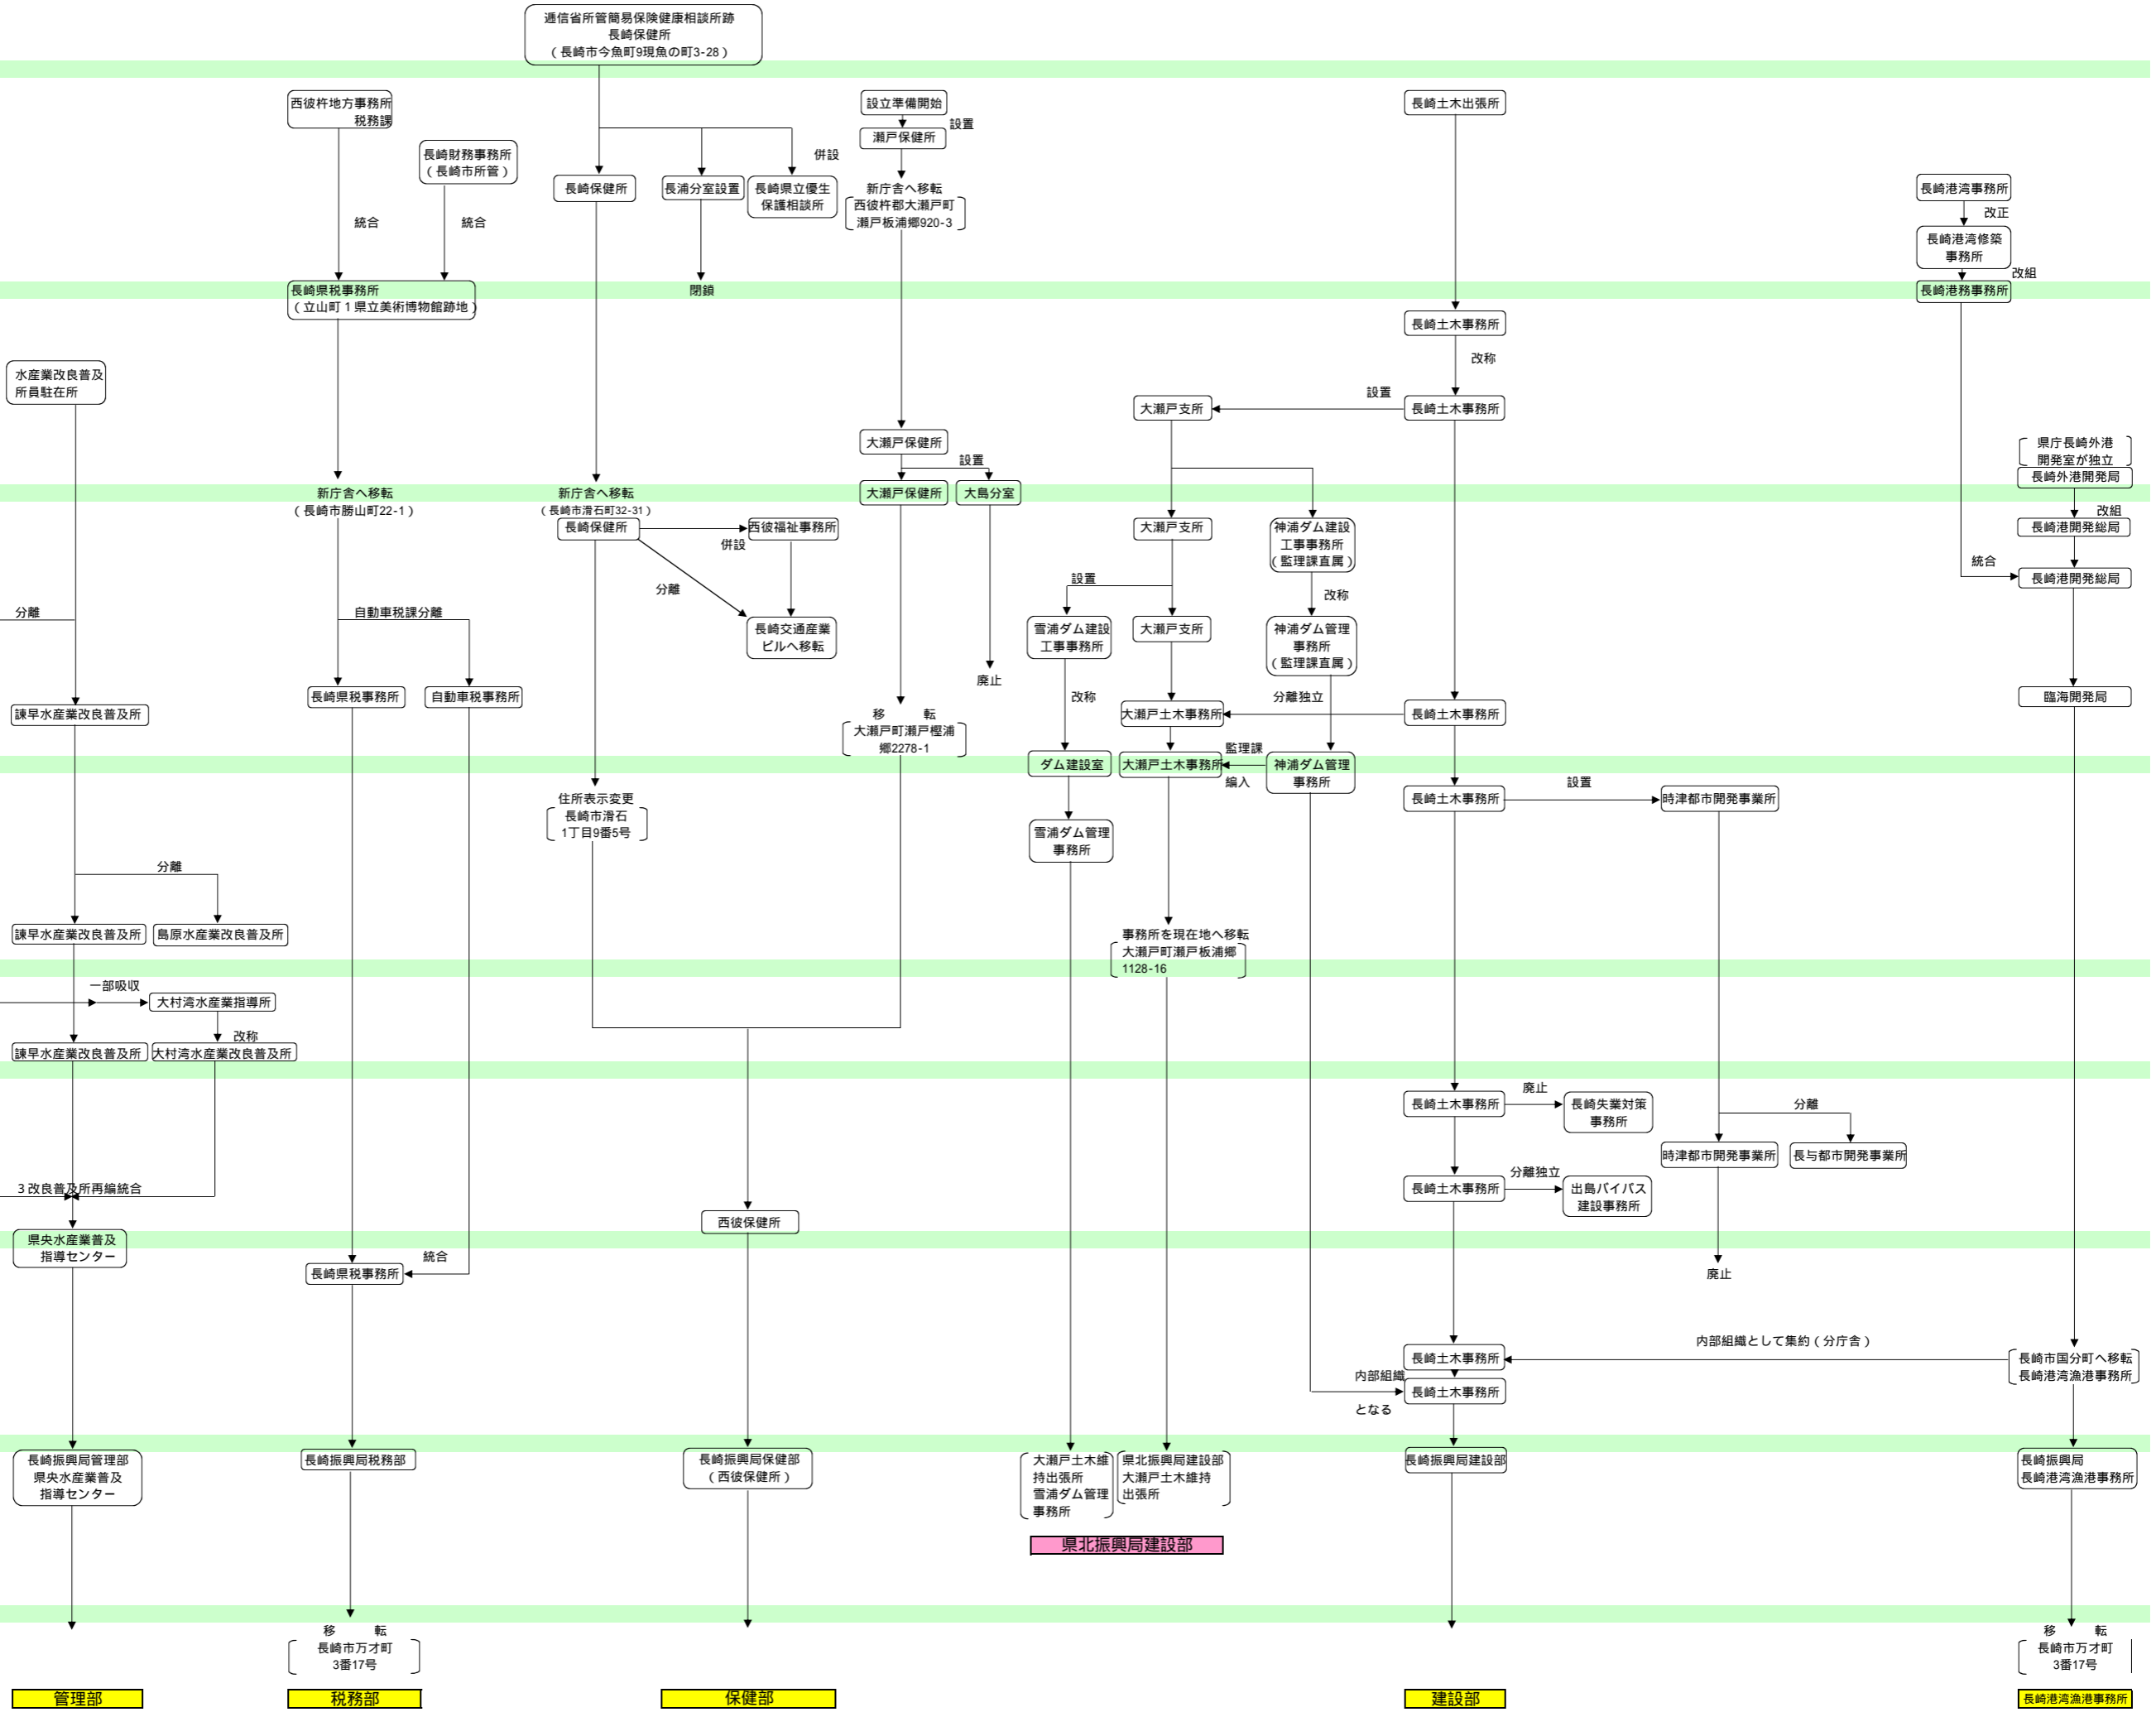 逓信省所管簡易保険健康相談所跡
長崎保健所
（長崎市今魚町9現魚の町3-28）
西彼杵地方事務所
税務課
設立準備開始
長崎土木出張所
設置
瀬戸保健所
長崎財務事務所
（長崎市所管）
併設
長崎保健所
長浦分室設置
長崎県立優生
保護相談所
新庁舎へ移転
西彼杵郡大瀬戸町
瀬戸板浦郷920-3
長崎港湾事務所
改正
統合
統合
長崎港湾修築
事務所
改組
長崎県税事務所
（立山町１県立美術博物館跡地）
閉鎖
長崎港務事務所
長崎土木事務所
改称
水産業改良普及
所員駐在所
設置
大瀬戸支所
長崎土木事務所
大瀬戸保健所
県庁長崎外港
開発室が独立
設置
長崎外港開発局
新庁舎へ移転
（長崎市勝山町22-1）
新庁舎へ移転
（長崎市滑石町32-31）
大瀬戸保健所
大島分室
改組
長崎保健所
西彼福祉事務所
併設
大瀬戸支所
神浦ダム建設
工事事務所
（監理課直属）
長崎港開発総局
統合
長崎港開発総局
設置
分離
改称
分離
自動車税課分離
長崎交通産業
ビルへ移転
雪浦ダム建設
工事事務所
大瀬戸支所
神浦ダム管理
事務所
（監理課直属）
廃止
長崎県税事務所
自動車税事務所
改称
分離独立
臨海開発局
諫早水産業改良普及所
移　　転
大瀬戸町瀬戸樫浦
郷2278-1
大瀬戸土木事務所
長崎土木事務所
監理課
ダム建設室
大瀬戸土木事務所
神浦ダム管理
事務所
編入
設置
住所表示変更
長崎市滑石
1丁目9番5号
長崎土木事務所
時津都市開発事業所
雪浦ダム管理
事務所
分離
諫早水産業改良普及所
島原水産業改良普及所
事務所を現在地へ移転
大瀬戸町瀬戸板浦郷
1128-16
一部吸収
大村湾水産業指導所
改称
諫早水産業改良普及所
大村湾水産業改良普及所
廃止
長崎土木事務所
長崎失業対策
事務所
分離
時津都市開発事業所
長与都市開発事業所
分離独立
３改良普及所再編統合
長崎土木事務所
出島バイパス
建設事務所
西彼保健所
県央水産業普及
指導センター
統合
長崎県税事務所
廃止
内部組織として集約（分庁舎）
長崎土木事務所
長崎市国分町へ移転
長崎港湾漁港事務所
内部組織
となる
長崎土木事務所
長崎振興局管理部
県央水産業普及
指導センター
長崎振興局税務部
長崎振興局保健部
（西彼保健所）
大瀬戸土木維
持出張所
雪浦ダム管理
事務所
県北振興局建設部
大瀬戸土木維持
出張所
長崎振興局建設部
長崎振興局
長崎港湾漁港事務所
県北振興局建設部
移　　転
長崎市万才町
3番17号
移　　転
長崎市万才町
3番17号
管理部
税務部
保健部
建設部
長崎港湾漁港事務所